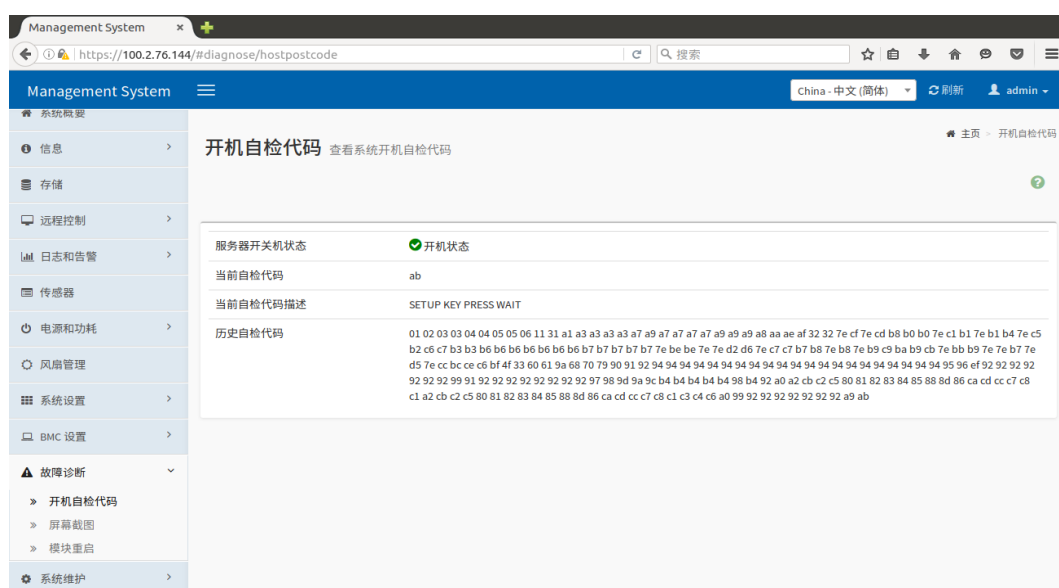 Management System
https://100.2.76.144/#diagnose/hostpostcode
搜索
Management System
China - 中文 (简体)
刷新
admin
系统概要
信息
存储
远程控制
日志和告警
传感器
电源和功耗
风扇管理
系统设置
BMC 设置
故障诊断
开机自检代码
屏幕截图
模块重启
系统维护
主页 > 开机自检代码
开机自检代码 查看系统开机自检代码
服务器开关机状态 开机状态
当前自检代码 ab
当前自检代码描述 SETUP KEY PRESS WAIT
历史自检代码 01 02 03 03 04 04 05 05 06 11 31 a1 a3 a3 a3 a3 a7 a9 a7 a7 a7 a7 a9 a9 a9 a8 aa ae af 32 32 7e cf 7e cd b8 b0 b0 7e c1 b1 7e b1 b4 7e c5
b2 c6 c7 b3 b3 b6 b6 b6 b6 b6 b6 b6 b6 b7 b7 b7 b7 b7 7e be be 7e 7e d2 d6 7e c7 c7 b7 b8 7e b8 7e b9 c9 ba b9 cb 7e bb b9 7e 7e b7 7e
d5 7e cc bc ce c6 bf 4f 33 60 61 9a 68 70 79 90 91 92 94 94 94 94 94 94 94 94 94 94 94 94 94 94 94 94 94 94 94 94 94 94 94 95 96 ef 92 92 92 92
92 92 92 99 91 92 92 92 92 92 92 92 92 92 97 98 9d 9a 9c b4 b4 b4 b4 b4 98 b4 92 a0 a2 cb c2 c5 80 81 82 83 84 85 88 8d 86 ca cd cc c7 c8
c1 a2 cb c2 c5 80 81 82 83 84 85 88 8d 86 ca cd cc c7 c8 c1 c3 c4 c6 a0 99 92 92 92 92 92 92 92 a9 ab